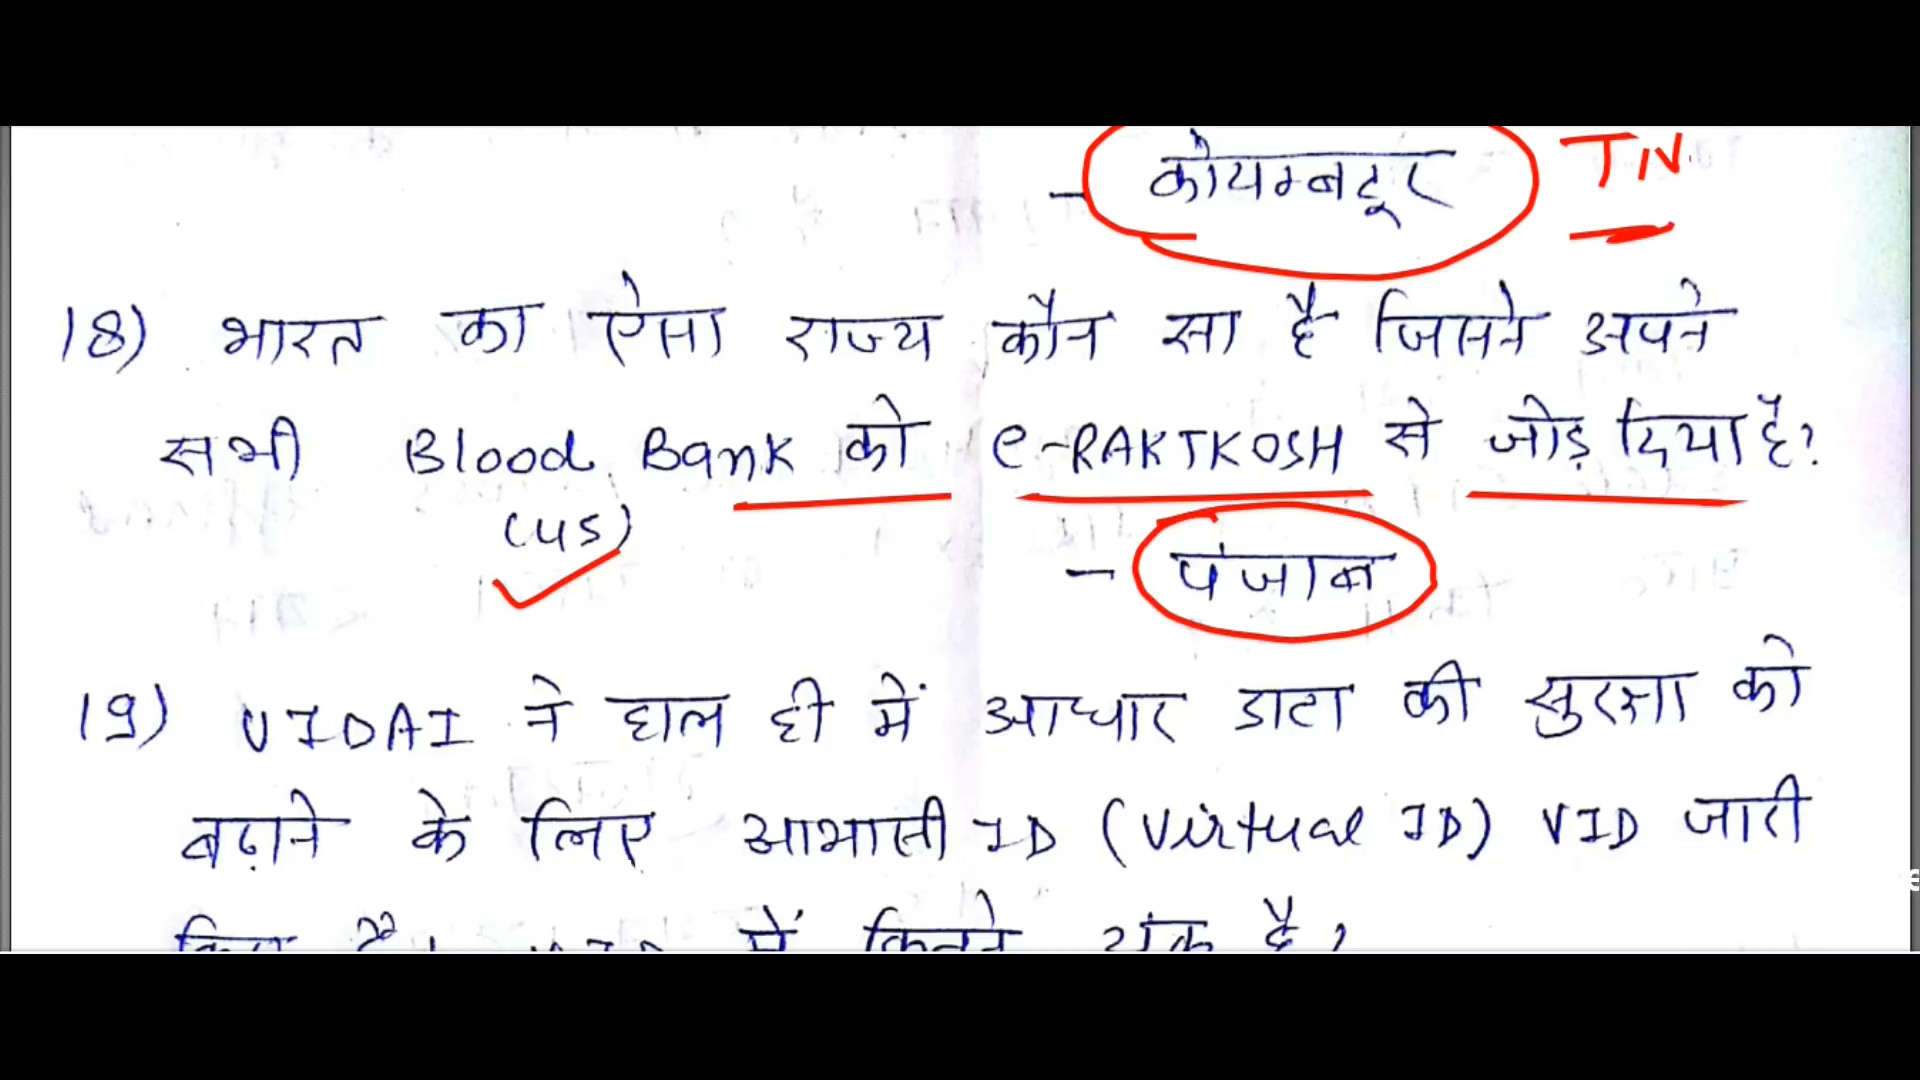 - कोयम्बटूर TN.
18) भारत का ऐसा राज्य कौन सा है जिसने अपने
सभी Blood Bank को e-RAKTKOSH से जोड़ दिया है?
(45)
- पंजाब
19) UIDAI ने हाल ही में आधार डाटा की सुरक्षा को
बढ़ाने के लिए आभासी ID (Virtual ID) VID जारी
में कितने अंक है?